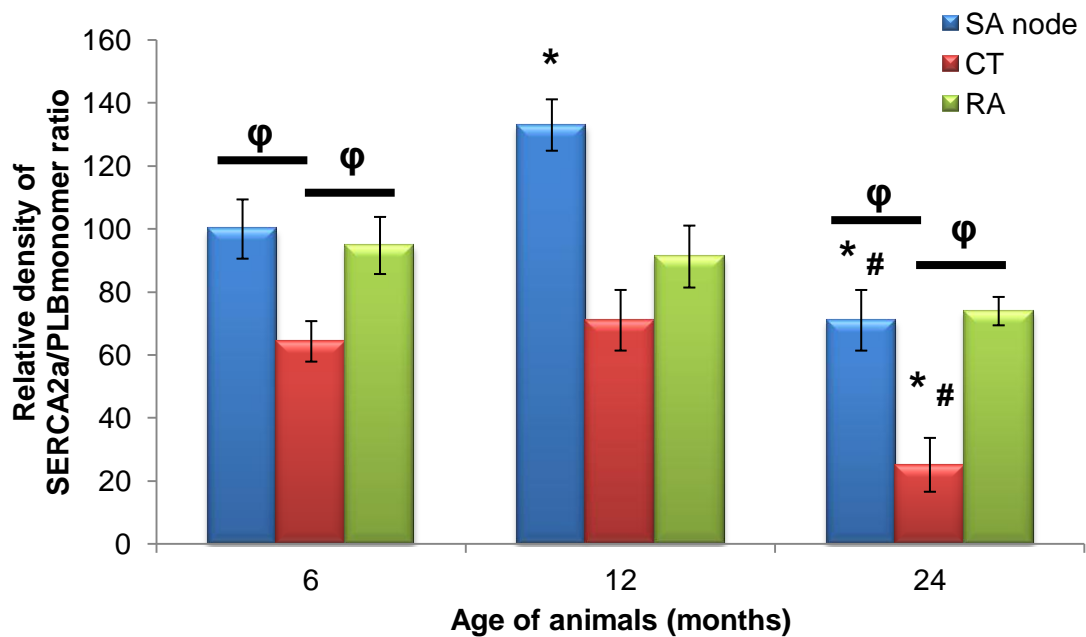 SA node
CT
RA
160
140
120
100
80
60
40
20
0
Relative density of
SERCA2a/PLBmonomer ratio
φ
φ
*
φ
φ
* #
* #
6
12
24
Age of animals (months)